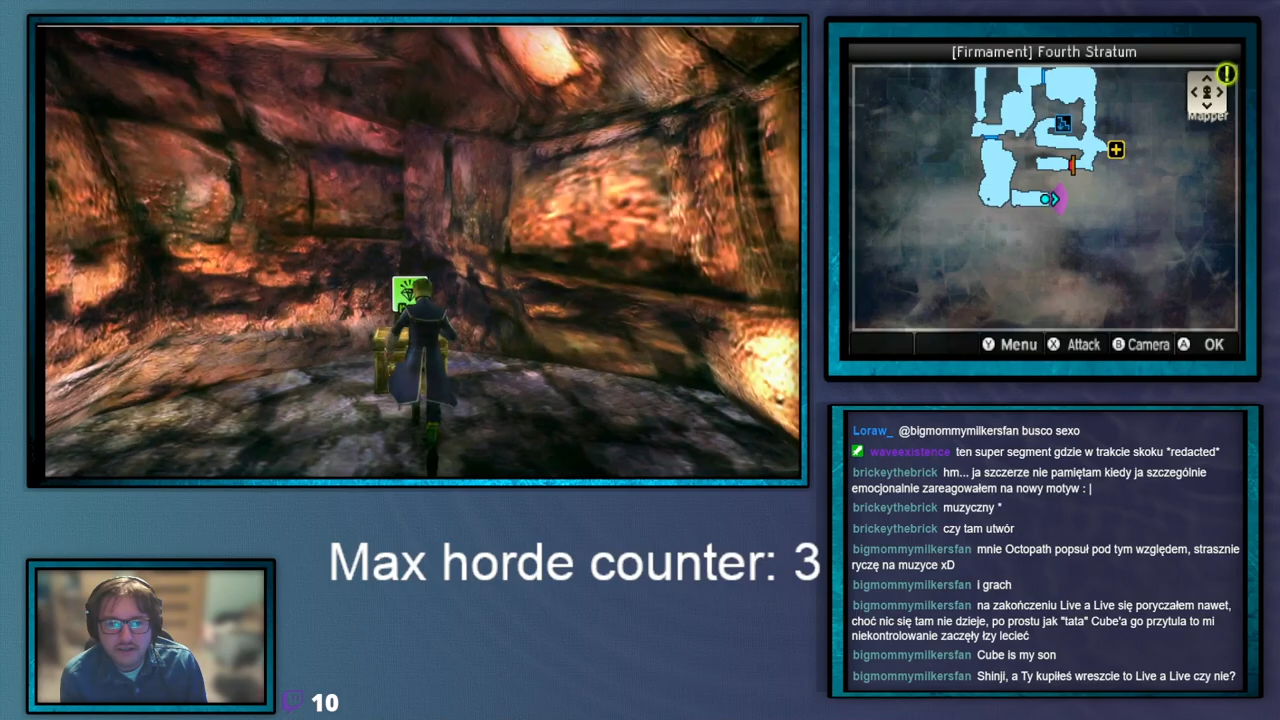 [Firmament] Fourth Stratum
Mapper
Y Menu X Attack B Camera A OK
Loraw_ @bigmommymilkersfan busco sexo
waveexistence ten super segment gdzie w trakcie skoku *redacted*
brickeythebrick hm... ja szczerze nie pamiętam kiedy ja szczególnie
emocjonalnie zareagowałem na nowy motyw : |
brickeythebrick muzyczny *
brickeythebrick czy tam utwór
bigmommymilkersfan mnie Octopath popsuł pod tym względem, strasznie
ryczę na muzyce xD
bigmommymilkersfan i grach
bigmommymilkersfan na zakończeniu Live a Live się poryczałem nawet,
choć nic się tam nie dzieje, po prostu jak "tata" Cube'a go przytula to mi
niekontrolowanie zaczęły łzy lecieć
bigmommymilkersfan Cube is my son
bigmommymilkersfan Shinji, a Ty kupiłeś wreszcie to Live a Live czy nie?
Max horde counter: 3
10